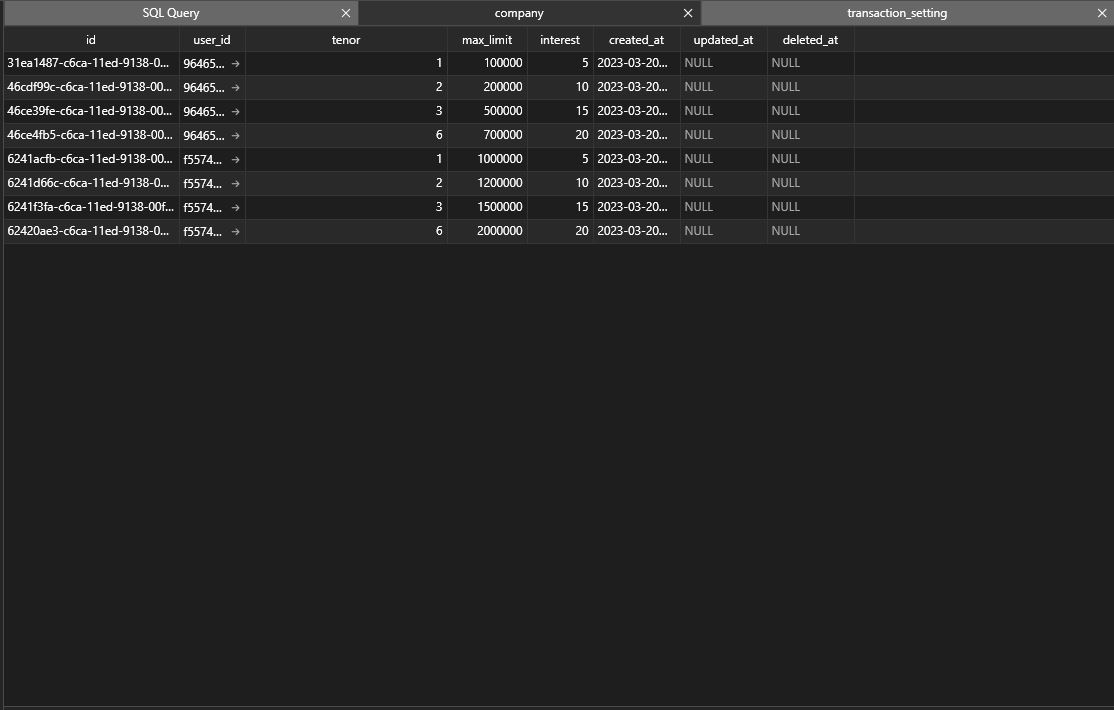 SQL Query company transaction_setting
id user_id tenor max_limit interest created_at updated_at deleted_at
31ea1487-c6ca-11ed-9138-0... 96465... → 1 100000 5 2023-03-20... NULL NULL
46cdf99c-c6ca-11ed-9138-00... 96465... → 2 200000 10 2023-03-20... NULL NULL
46ce39fe-c6ca-11ed-9138-00... 96465... → 3 500000 15 2023-03-20... NULL NULL
46ce4fb5-c6ca-11ed-9138-00... 96465... → 6 700000 20 2023-03-20... NULL NULL
6241acfb-c6ca-11ed-9138-00... f5574... → 1 1000000 5 2023-03-20... NULL NULL
6241d66c-c6ca-11ed-9138-0... f5574... → 2 1200000 10 2023-03-20... NULL NULL
6241f3fa-c6ca-11ed-9138-00f... f5574... → 3 1500000 15 2023-03-20... NULL NULL
62420ae3-c6ca-11ed-9138-0... f5574... → 6 2000000 20 2023-03-20... NULL NULL